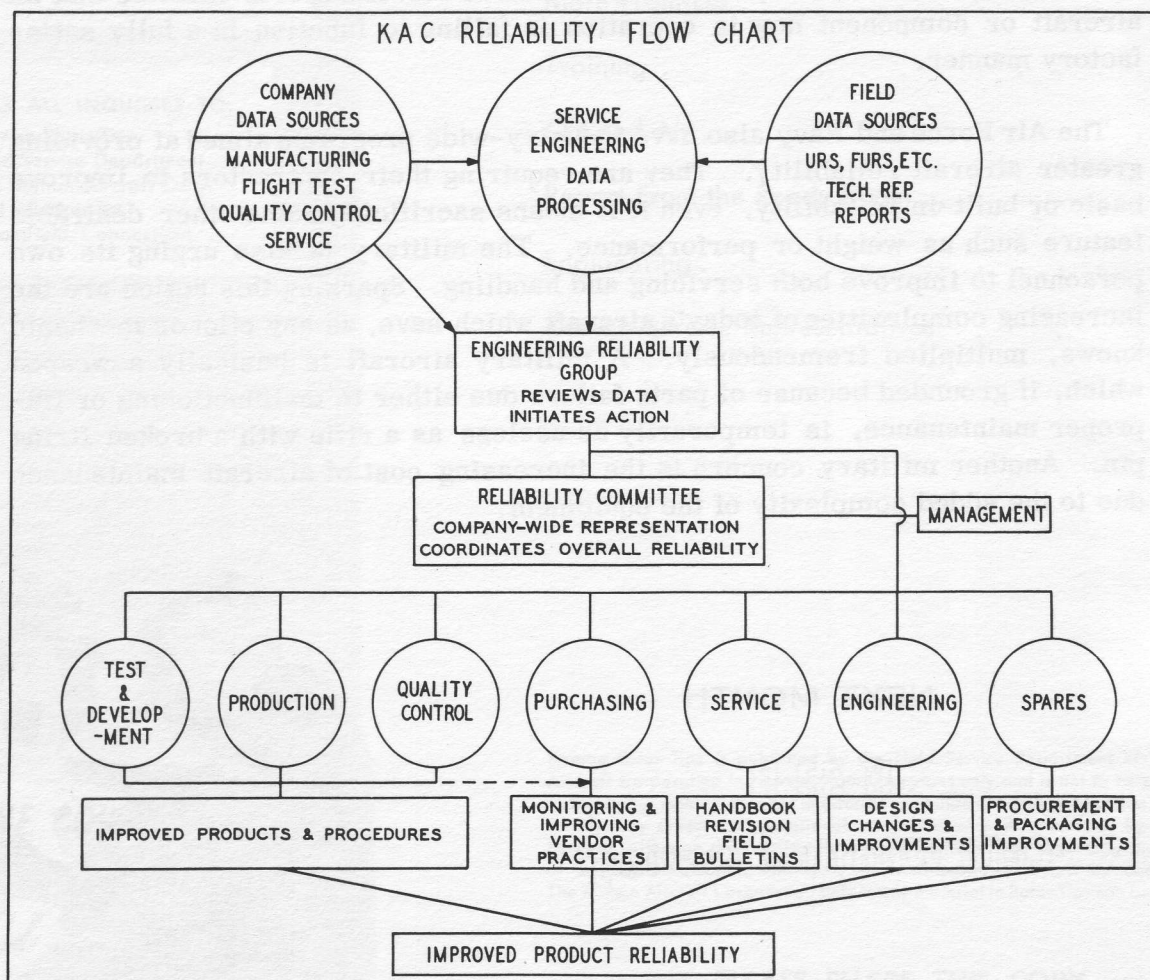 KAC RELIABILITY FLOW CHART
COMPANY
DATA SOURCES
MANUFACTURING
FLIGHT TEST
QUALITY CONTROL
SERVICE
SERVICE
ENGINEERING
DATA
PROCESSING
FIELD
DATA SOURCES
URS, FURS, ETC.
TECH. REP.
REPORTS
ENGINEERING RELIABILITY
GROUP
REVIEWS DATA
INITIATES ACTION
RELIABILITY COMMITTEE
COMPANY-WIDE REPRESENTATION
COORDINATES OVERALL RELIABILITY
MANAGEMENT
TEST
&
DEVELOP
-MENT
PRODUCTION
QUALITY
CONTROL
PURCHASING
SERVICE
ENGINEERING
SPARES
IMPROVED PRODUCTS & PROCEDURES
MONITORING &
IMPROVING
VENDOR
PRACTICES
HANDBOOK
REVISION
FIELD
BULLETINS
DESIGN
CHANGES &
IMPROVMENTS
PROCUREMENT
& PACKAGING
IMPROVMENTS
IMPROVED PRODUCT RELIABILITY